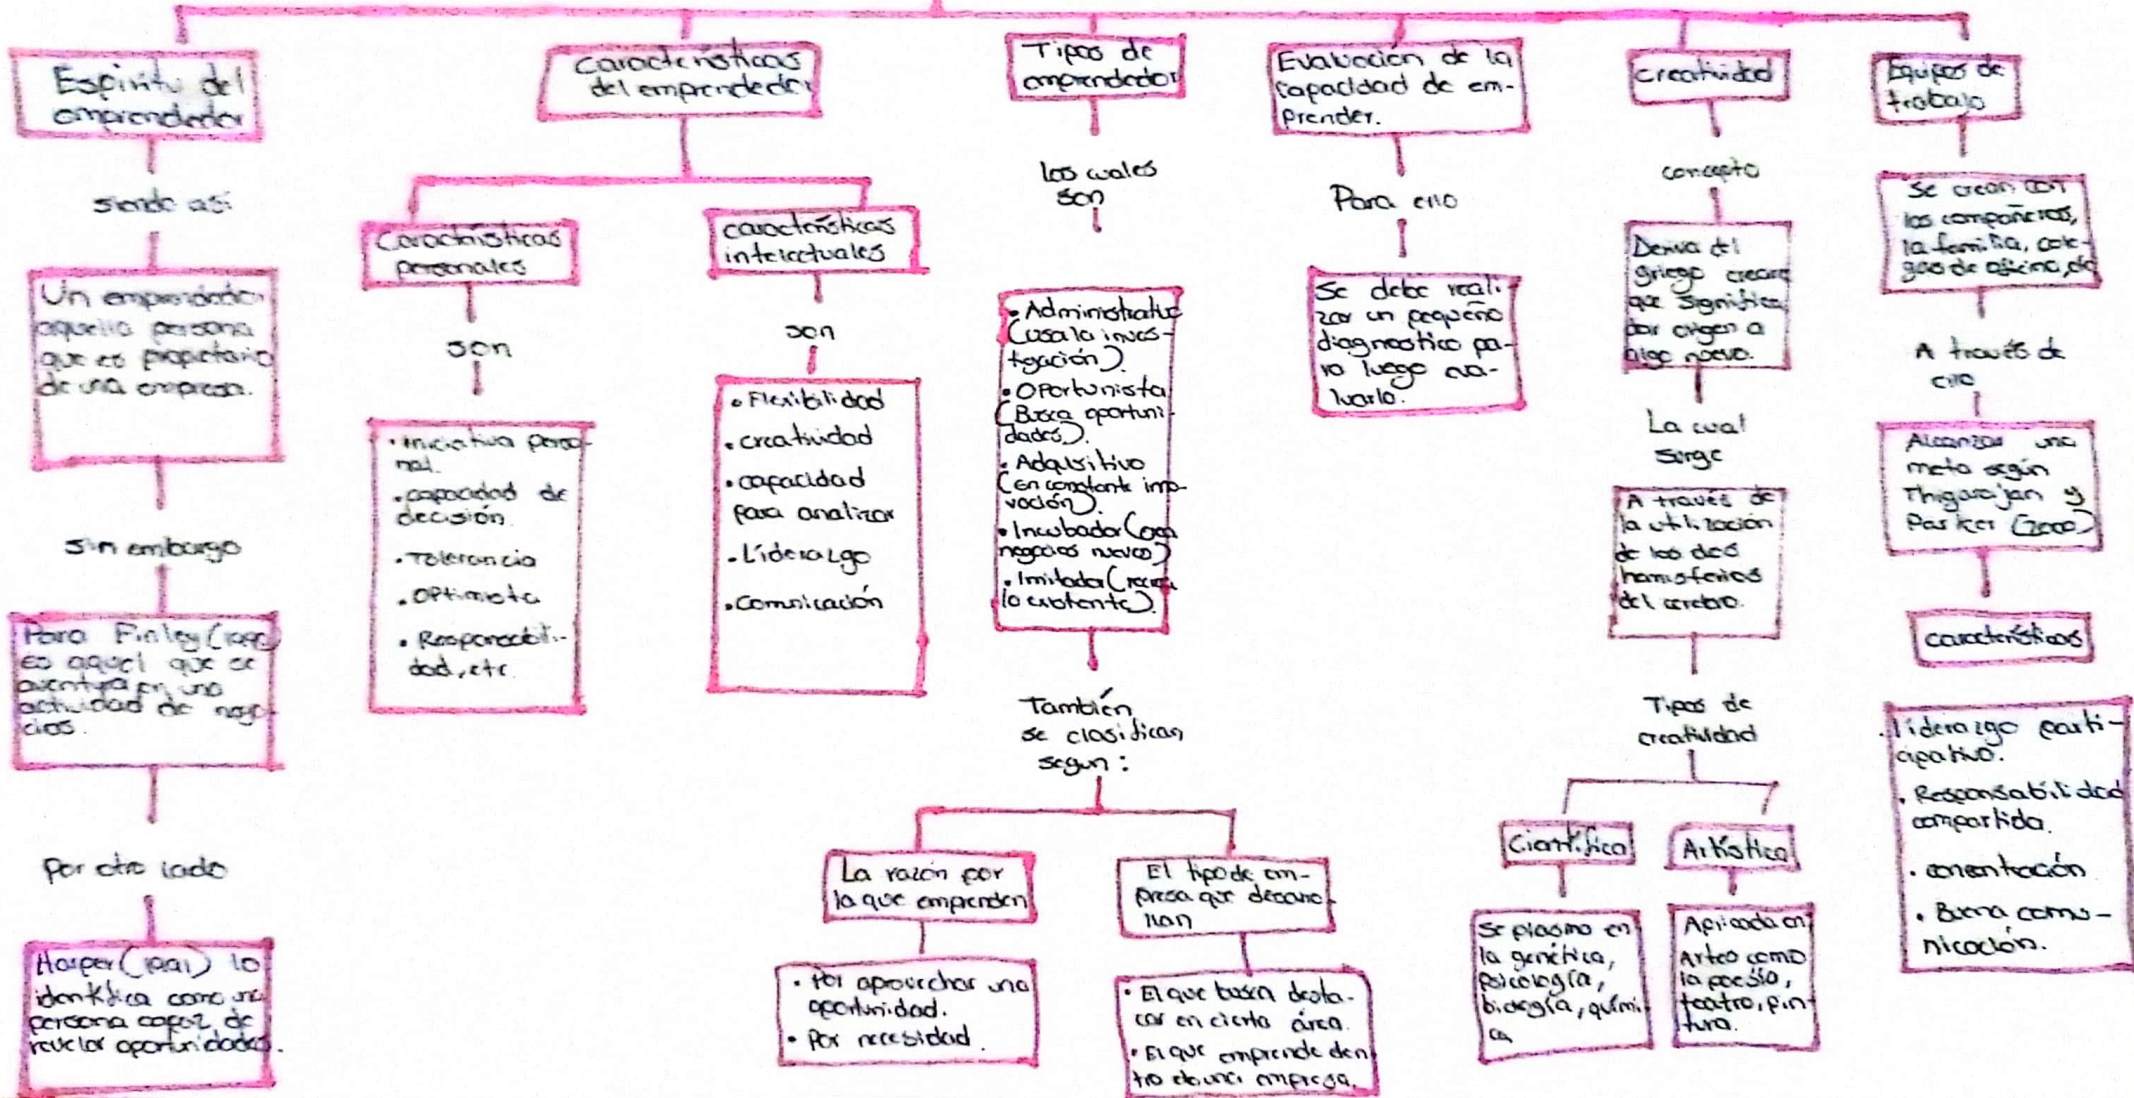 Espiritu del
emprendedor
siendo así
Un emprendedor
aquella persona
que es propietario
de una empresa.
sin embargo
Para Finley
es aquel que se
aventura en una
actividad de nego-
cios.
Por otro lado
Harper (1991) lo
identifica como una
persona capaz de
revelar oportunidades.
Características
del emprendedor
Características
personales
son
• Iniciativa perso-
nal.
• capacidad de
decisión.
• Tolerancia
• Optimista
• Responsabili-
dad, etc
características
intelectuales
son
• Flexibilidad
• creatividad
• capacidad
para analizar
• Liderazgo
• Comunicación
Tipos de
emprendedor
los cuales
son
• Administrativo
(usa la inves-
tigación).
• Oportunista
(Busca oportuni-
dades).
• Adquisitivo
(en constante inno-
vación).
• Incubador (
negocios nuevos)
• Imitador (
lo existente).
También
se clasifican
segun:
La razón por
la que emprenden
• Por aprovechar una
oportunidad.
• Por necesidad.
El tipo de em-
presa que desarro-
llan
• El que busca desta-
car en cierta área.
• El que emprende den
tro de una empresa.
Evaluación de la
capacidad de em-
prender.
Para ello
Se debe reali-
zar un pequeño
diagnostico pa-
ra luego eva-
luarlo.
creatividad
concepto
Deriva del
griego creare
que significa
dar origen a
algo nuevo.
La cual
surge
A través de
la utilización
de los dos
hemisferios
del cerebro.
Tipos de
creatividad
Científica
Se plasma en
la genética,
psicología,
biología, quími-
ca
Artística
Aplicada en
Artes como
la poesía,
teatro, pin-
tura.
Equipos de
trabajo
Se crean con
los compañeros,
la familia, cole-
gas de oficina, etc
A través de
ello
Alcanzar una
meta según
Thigarajan y
Parker (2000)
características
• liderazgo parti-
cipativo.
• Responsabilidad
compartida.
• concentración
• Buena comu-
nicación.